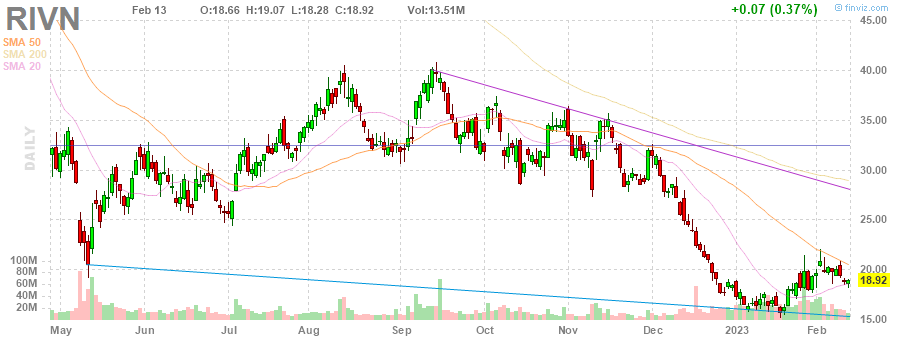 RIVN
Feb 13 O:18.66 H:19.07 L:18.28 C:18.92 Vol:13.51M
+0.07 (0.37%)
© finviz.com
SMA 50
SMA 200
SMA 20
DAILY
100M
80M
60M
40M
20M
45.00
40.00
35.00
30.00
25.00
20.00
18.92
15.00
May Jun Jul Aug Sep Oct Nov Dec 2023 Feb